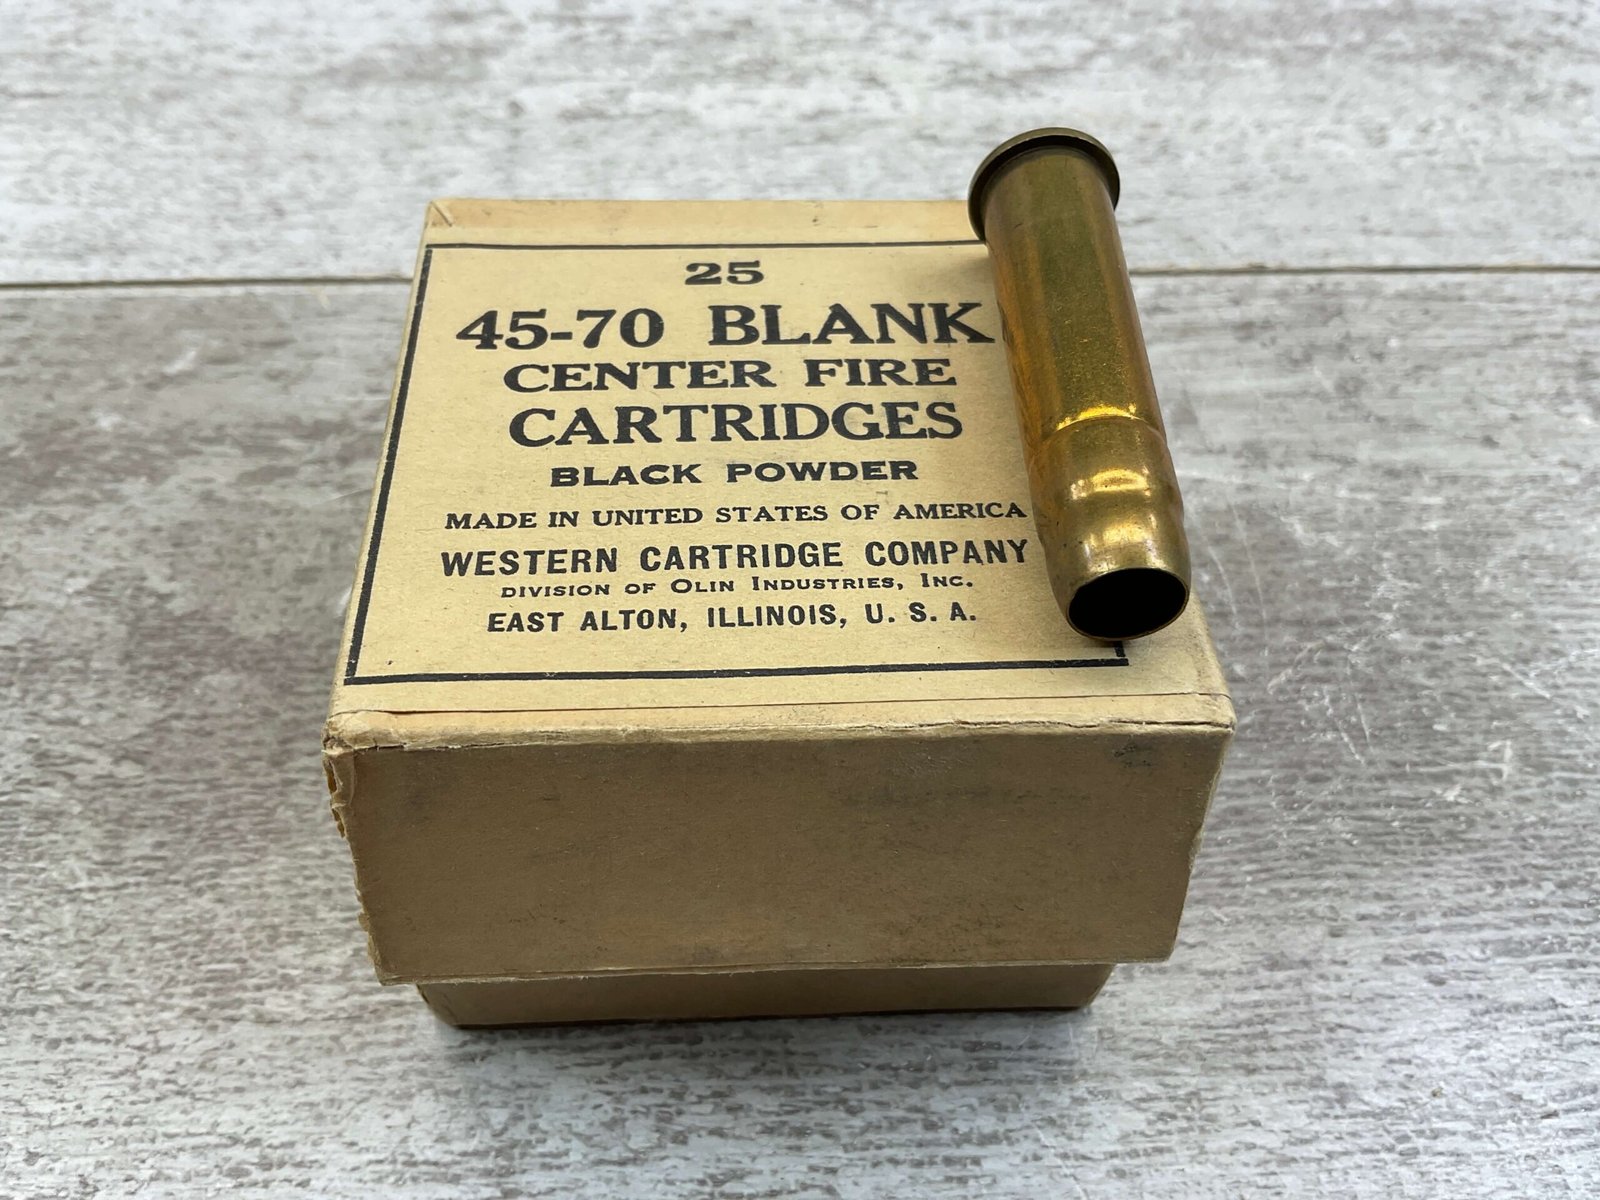 25
45-70 BLANK
CENTER FIRE
CARTRIDGES
BLACK POWDER
MADE IN UNITED STATES OF AMERICA
WESTERN CARTRIDGE COMPANY
DIVISION OF OLIN INDUSTRIES, INC.
EAST ALTON, ILLINOIS, U. S. A.